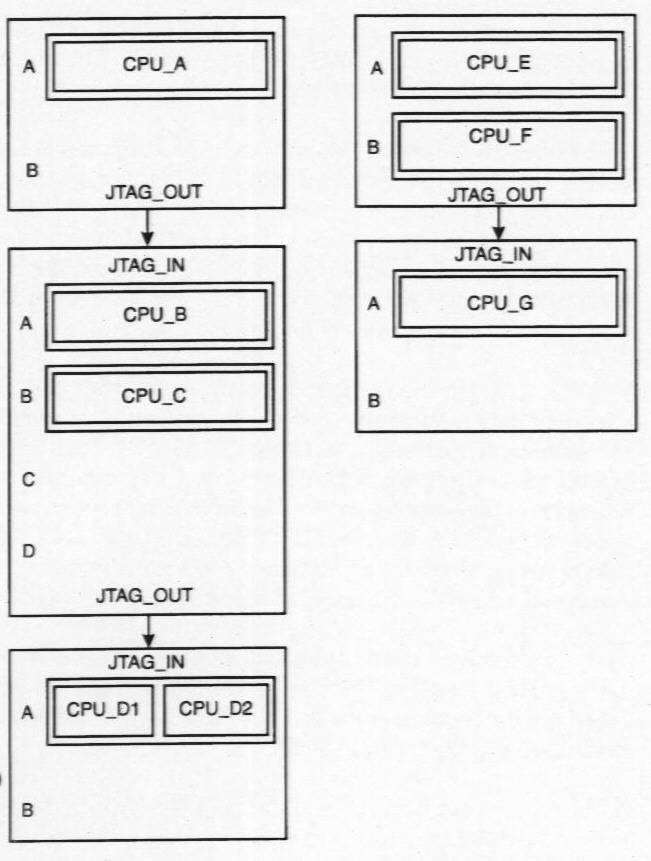 A
CPU_A
B
JTAG_OUT
JTAG_IN
A
CPU_B
B
CPU_C
C
D
JTAG_OUT
JTAG_IN
A
CPU_D1
CPU_D2
B
A
CPU_E
B
CPU_F
JTAG_OUT
JTAG_IN
A
CPU_G
B